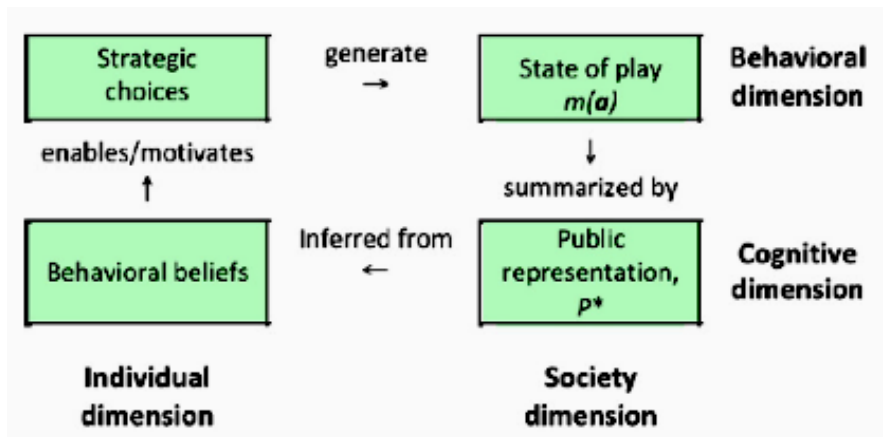 Strategic
choices
generate
→
State of play
m(a)
Behavioral
dimension
enables/motivates
↑
↓
summarized by
Behavioral beliefs
Inferred from
←
Public
representation,
P*
Cognitive
dimension
Individual
dimension
Society
dimension